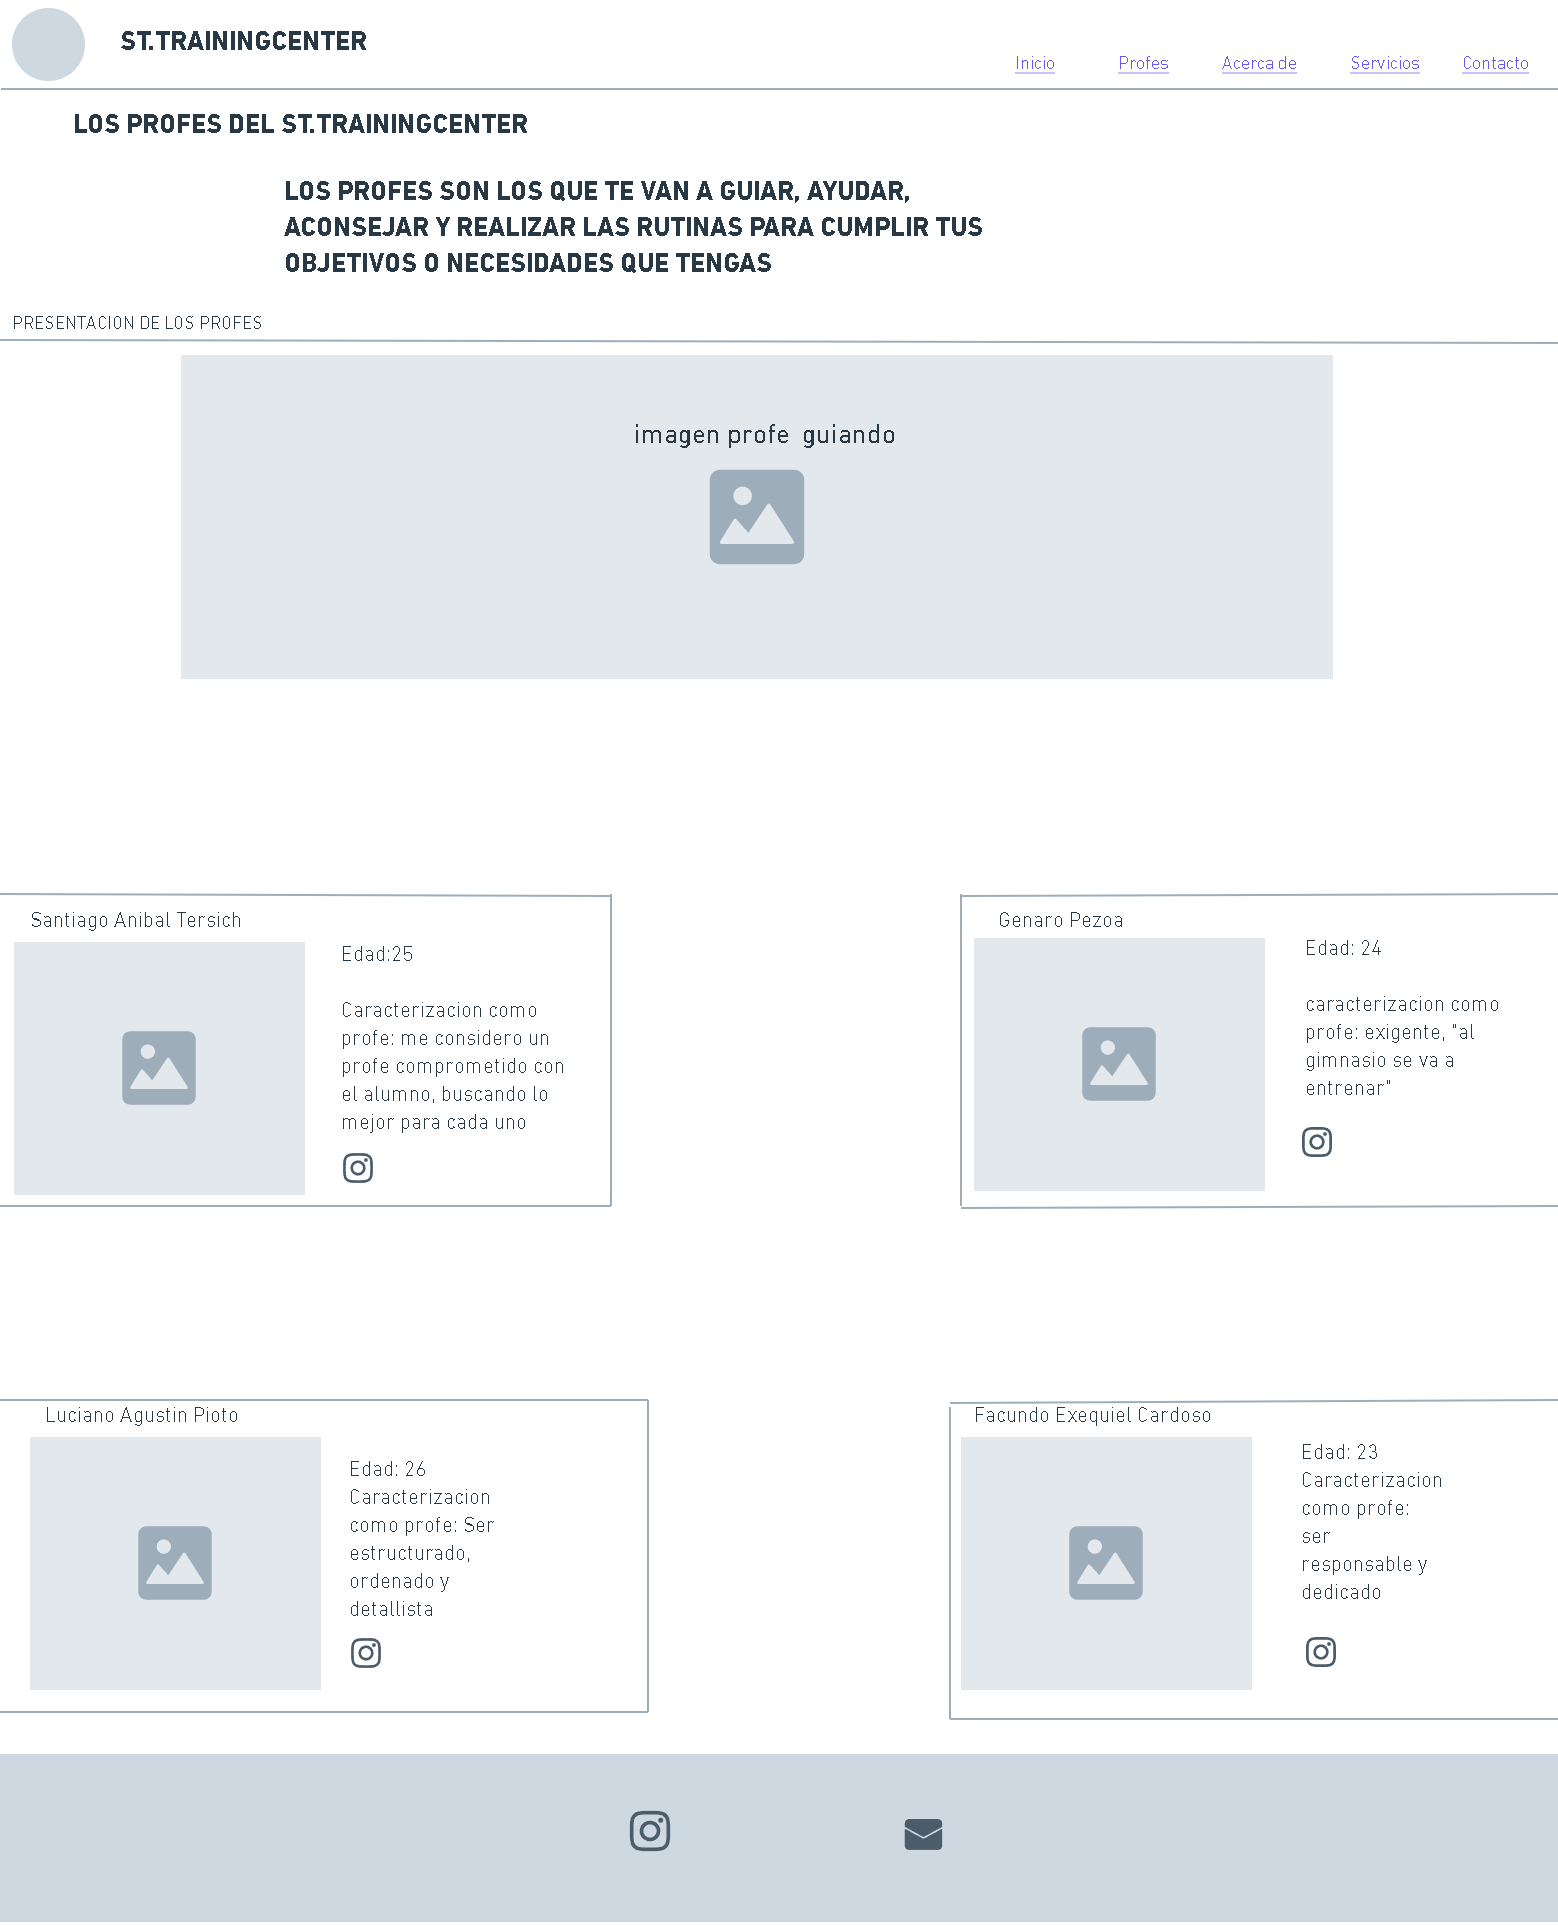 ST.TRAININGCENTER
Inicio Profes Acerca de Servicios Contacto
LOS PROFES DEL ST.TRAININGCENTER
LOS PROFES SON LOS QUE TE VAN A GUIAR, AYUDAR,
ACONSEJAR Y REALIZAR LAS RUTINAS PARA CUMPLIR TUS
OBJETIVOS O NECESIDADES QUE TENGAS
PRESENTACION DE LOS PROFES
imagen profe guiando
Santiago Anibal Tersich
Edad:25
Caracterizacion como
profe: me considero un
profe comprometido con
el alumno, buscando lo
mejor para cada uno
Genaro Pezoa
Edad: 24
caracterizacion como
profe: exigente, "al
gimnasio se va a
entrenar"
Luciano Agustin Pioto
Edad: 26
Caracterizacion
como profe: Ser
estructurado,
ordenado y
detallista
Facundo Exequiel Cardoso
Edad: 23
Caracterizacion
como profe:
ser
responsable y
dedicado